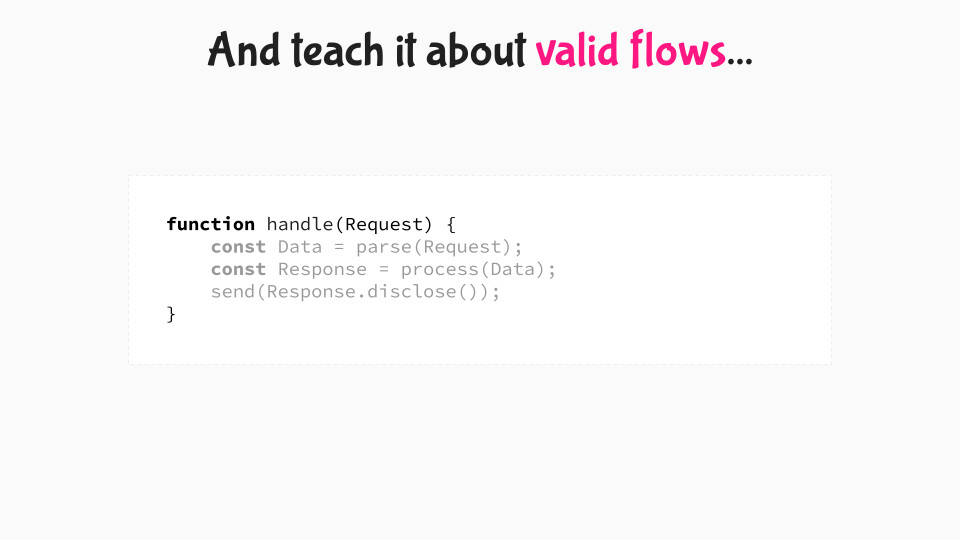 And teach it about valid flows...
function handle(Request) {
    const Data = parse(Request);
    const Response = process(Data);
    send(Response.disclose());
}